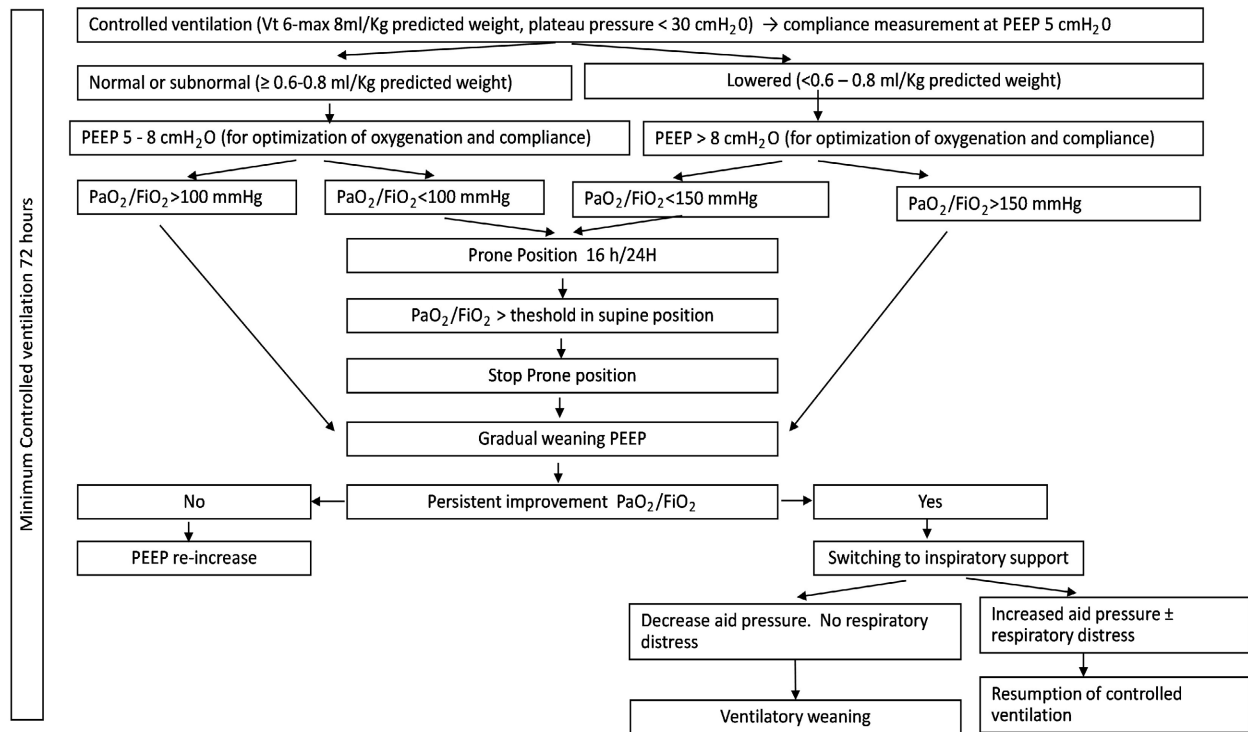 Minimum Controlled ventilation 72 hours
Controlled ventilation (Vt 6-max 8ml/Kg predicted weight, plateau pressure < 30 cmH₂0) → compliance measurement at PEEP 5 cmH₂0
Normal or subnormal (≥ 0.6-0.8 ml/Kg predicted weight)
Lowered (<0.6 – 0.8 ml/Kg predicted weight)
PEEP 5 - 8 cmH₂O (for optimization of oxygenation and compliance)
PEEP > 8 cmH₂O (for optimization of oxygenation and compliance)
PaO₂/FiO₂>100 mmHg
PaO₂/FiO₂<100 mmHg
PaO₂/FiO₂<150 mmHg
PaO₂/FiO₂>150 mmHg
Prone Position 16 h/24H
PaO₂/FiO₂ > theshold in supine position
Stop Prone position
Gradual weaning PEEP
No
Persistent improvement PaO₂/FiO₂
Yes
PEEP re-increase
Switching to inspiratory support
Decrease aid pressure. No respiratory
distress
Increased aid pressure ±
respiratory distress
Ventilatory weaning
Resumption of controlled
ventilation